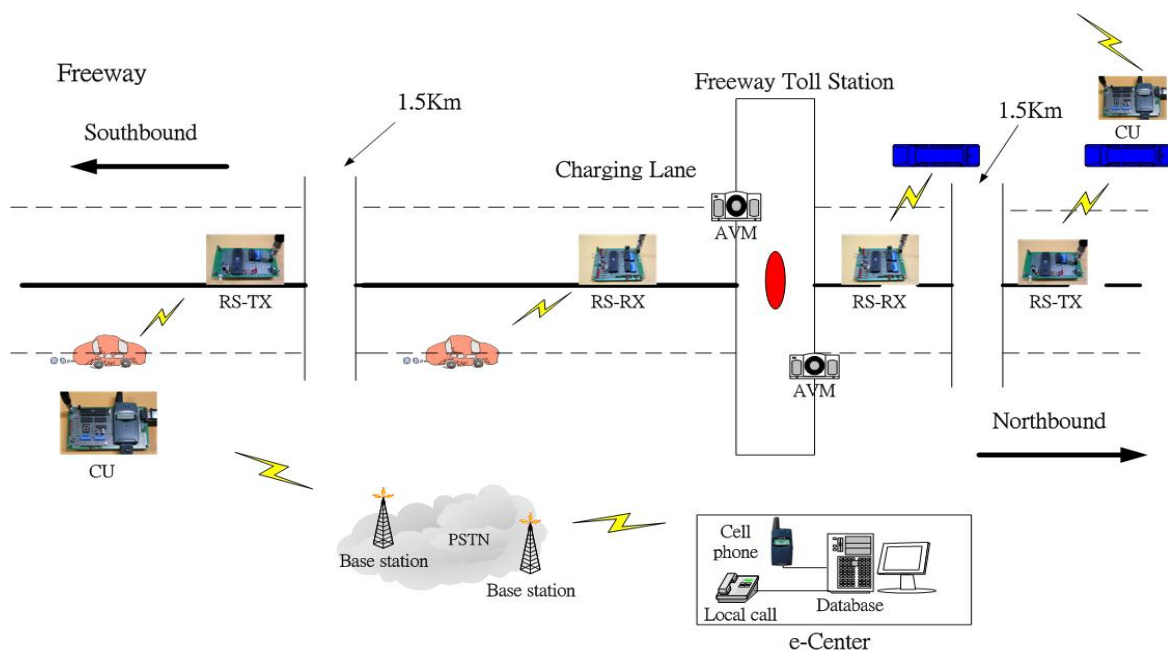 Freeway
Southbound
1.5Km
Freeway Toll Station
1.5Km
CU
Charging Lane
AVM
RS-TX
RS-RX
RS-RX
RS-TX
AVM
CU
Northbound
PSTN
Base station
Base station
Cell
phone
Local call
Database
e-Center